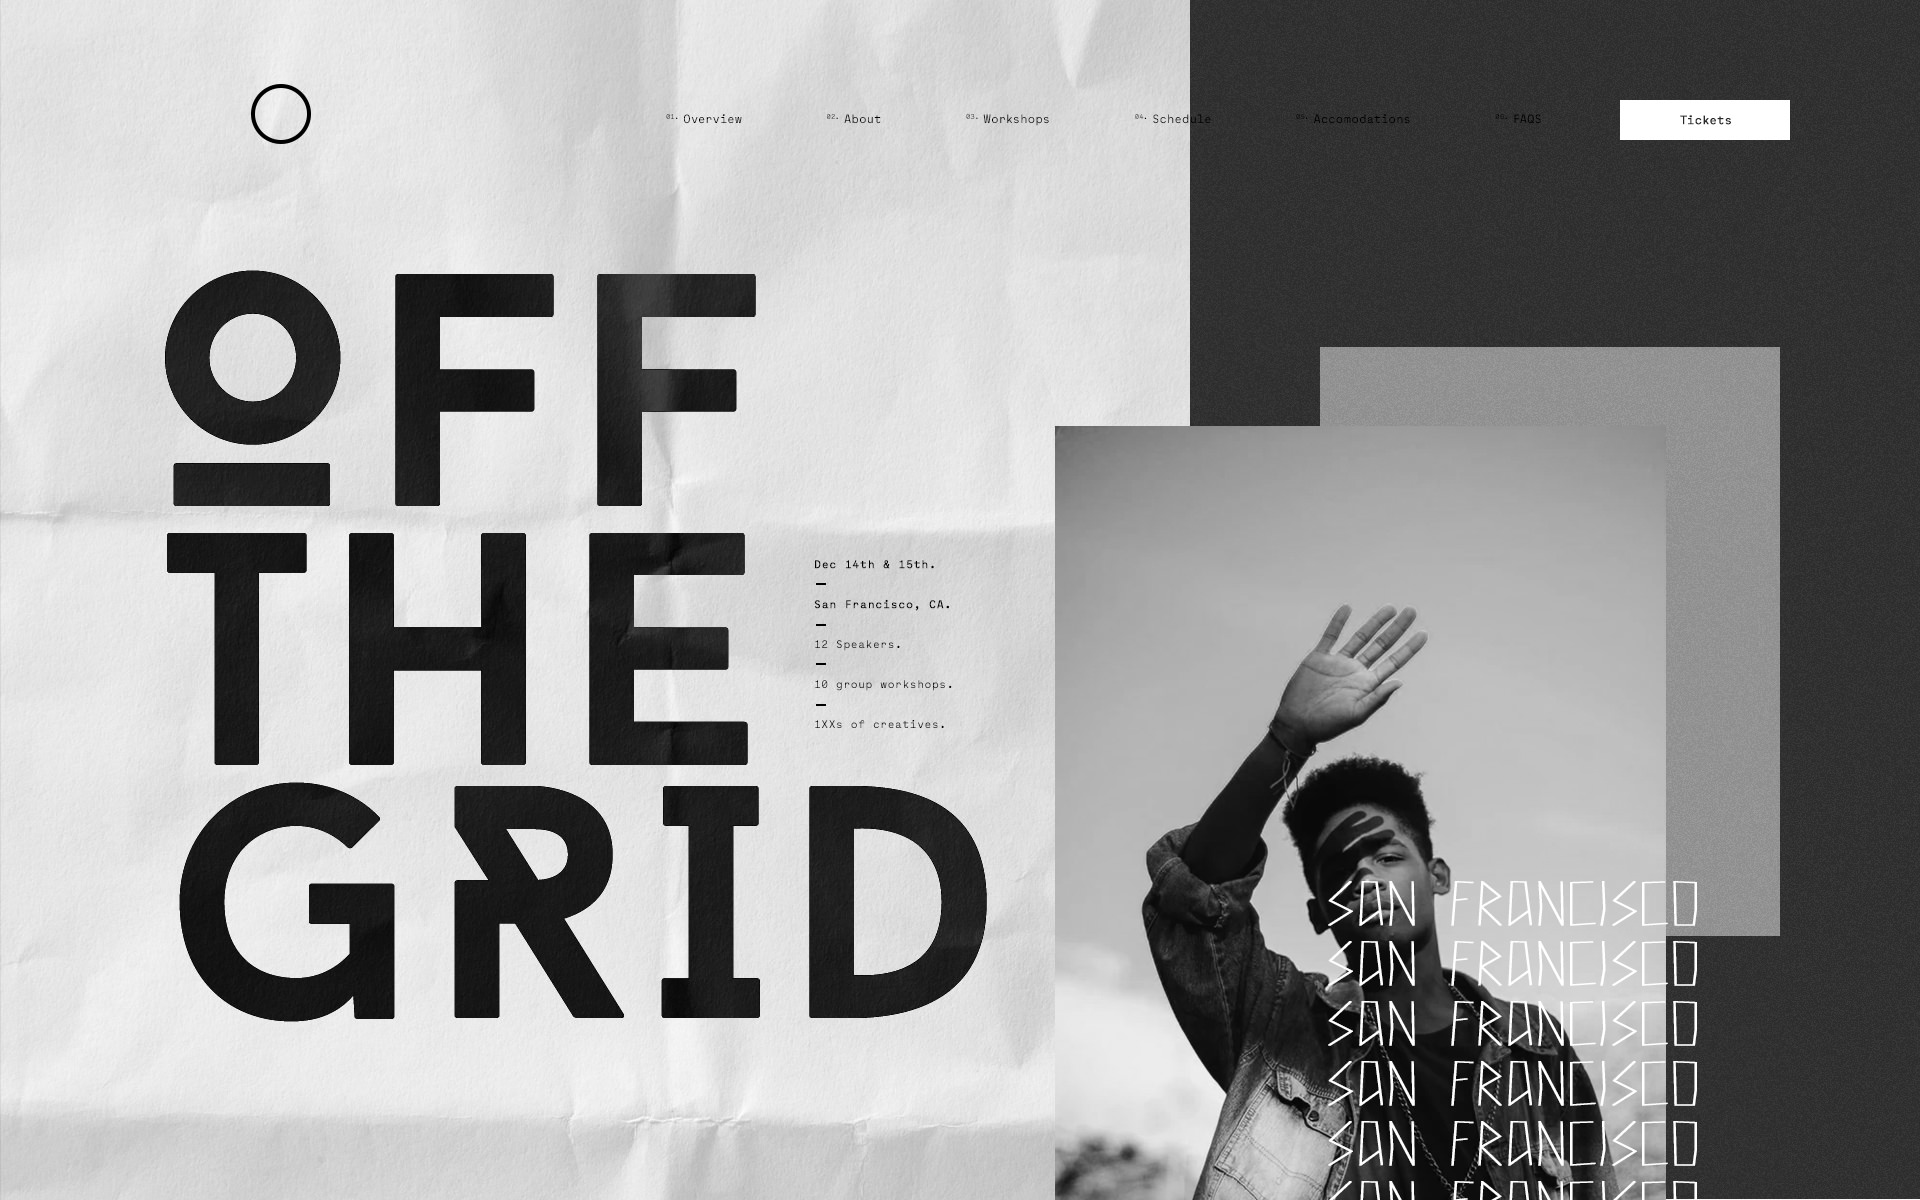 01. Overview
02. About
03. Workshops
04. Schedule
05. Accomodations
06. FAQS
Tickets
OFF
THE
GRID
Dec 14th & 15th.
San Francisco, CA.
12 Speakers.
10 group workshops.
1XXs of creatives.
SAN FRANCISCO
SAN FRANCISCO
SAN FRANCISCO
SAN FRANCISCO
SAN FRANCISCO
SAN FRANCISCO